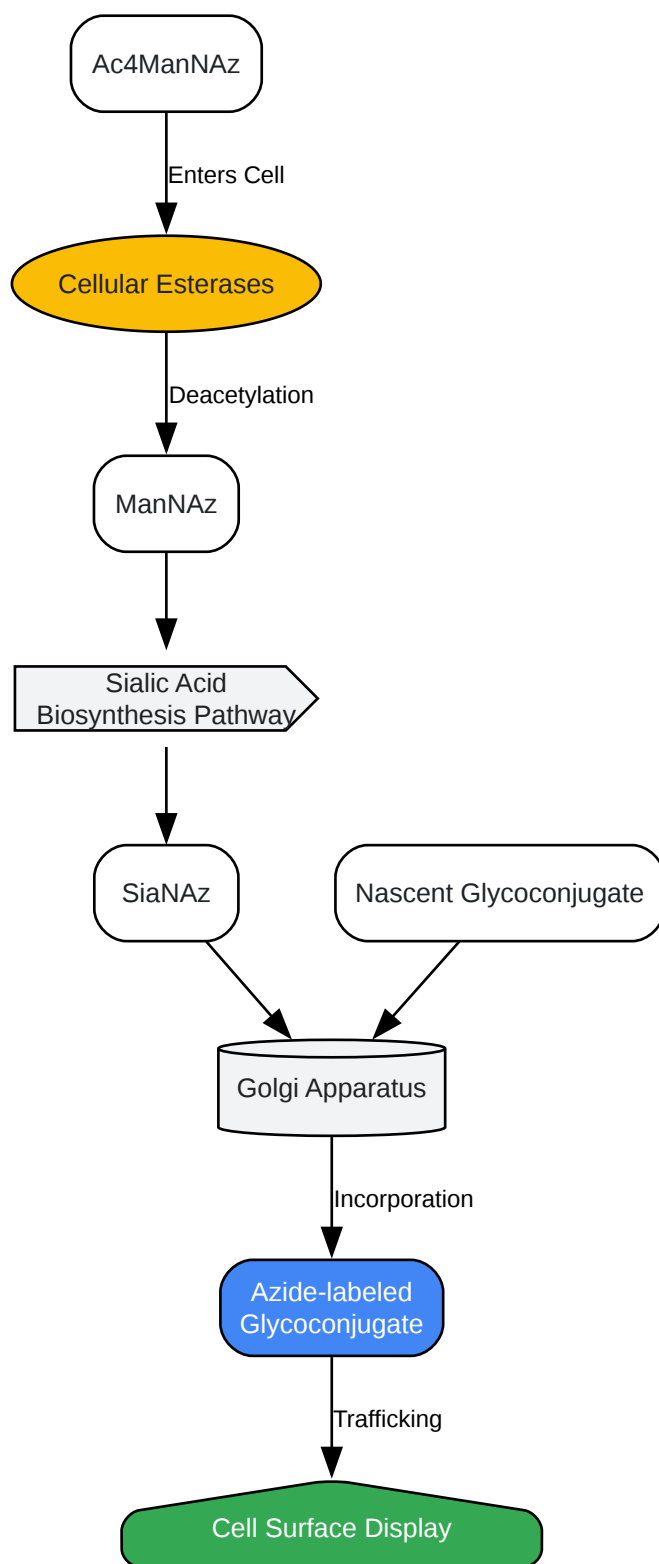 Ac4ManNAz
Enters Cell
Cellular Esterases
Deacetylation
ManNAz
Sialic Acid
Biosynthesis Pathway
SiaNAz
Nascent Glycoconjugate
Golgi Apparatus
Incorporation
Azide-labeled
Glycoconjugate
Trafficking
Cell Surface Display